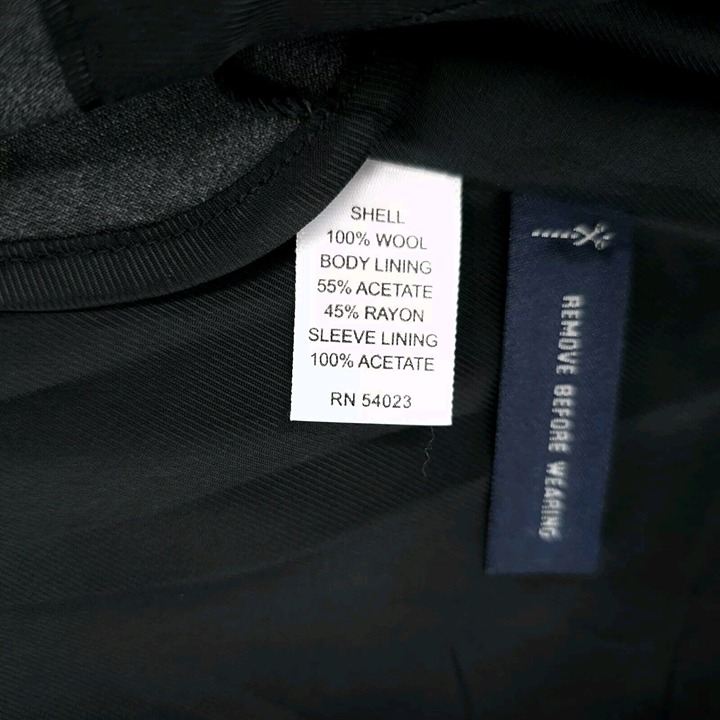 SHELL
100% WOOL
BODY LINING
55% ACETATE
45% RAYON
SLEEVE LINING
100% ACETATE
RN 54023
REMOVE BEFORE WEARING